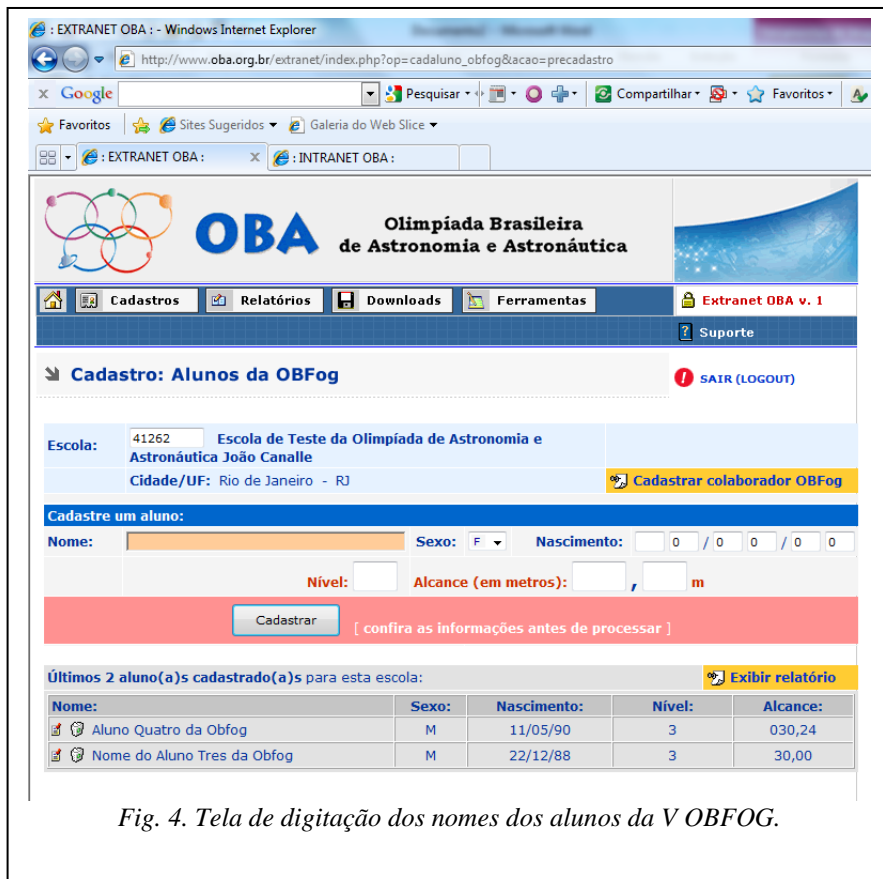 : EXTRANET OBA : - Windows Internet Explorer
http://www.oba.org.br/extranet/index.php?op=cadaluno_obfog&acao=precadastro
x Google Pesquisar Compartilhar Favoritos
Favoritos Sites Sugeridos Galeria do Web Slice
: EXTRANET OBA : X : INTRANET OBA :
OBA Olimpíada Brasileira
de Astronomia e Astronáutica
Cadastros Relatórios Downloads Ferramentas Extranet OBA v. 1
Suporte
Cadastro: Alunos da OBFog SAIR (LOGOUT)
Escola: 41262 Escola de Teste da Olimpíada de Astronomia e
Astronáutica João Canalle
Cidade/UF: Rio de Janeiro - RJ Cadastrar colaborador OBFog
Cadastre um aluno:
Nome: Sexo: F Nascimento: 0 / 0 0 / 0 0
Nível: Alcance (em metros): , m
Cadastrar [ confira as informações antes de processar ]
Últimos 2 aluno(a)s cadastrado(a)s para esta escola: Exibir relatório
Nome: Sexo: Nascimento: Nível: Alcance:
Aluno Quatro da Obfog M 11/05/90 3 030,24
Nome do Aluno Tres da Obfog M 22/12/88 3 30,00
Fig. 4. Tela de digitação dos nomes dos alunos da V OBFOG.